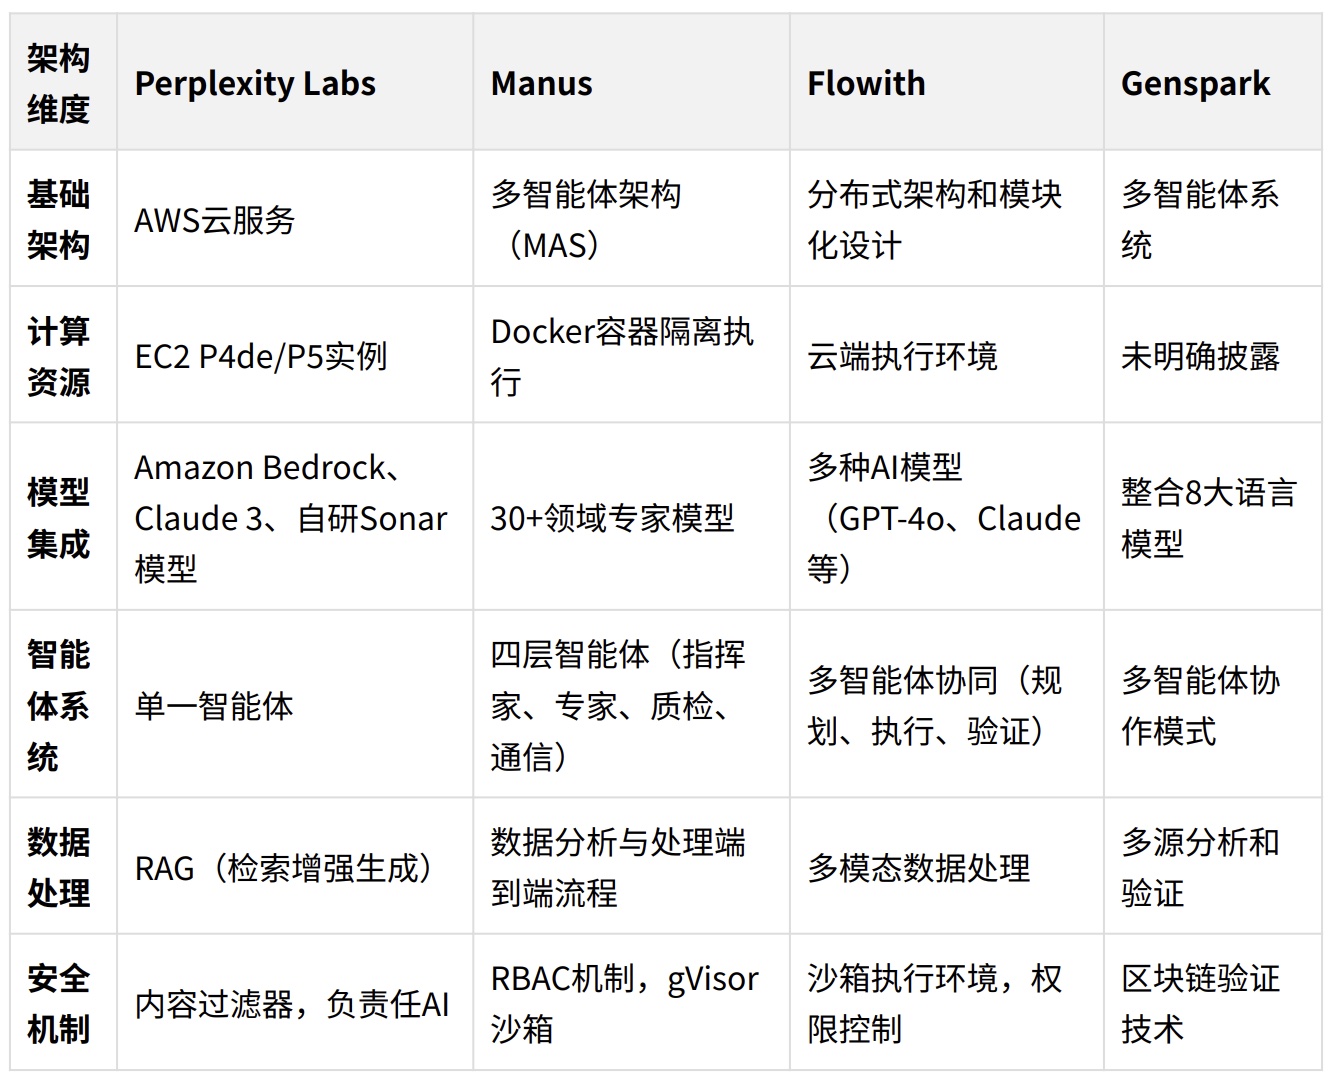 架构
维度
Perplexity Labs
Manus
Flowith
Genspark
基础
架构
AWS云服务
多智能体架构
（MAS）
分布式架构和模块
化设计
多智能体系
统
计算
资源
EC2 P4de/P5实例
Docker容器隔离执
行
云端执行环境
未明确披露
模型
集成
Amazon Bedrock、
Claude 3、自研Sonar
模型
30+领域专家模型
多种AI模型
（GPT-4o、Claude
等）
整合8大语言
模型
智能
体系
统
单一智能体
四层智能体（指挥
家、专家、质检、
通信）
多智能体协同（规
划、执行、验证）
多智能体协
作模式
数据
处理
RAG（检索增强生成）
数据分析与处理端
到端流程
多模态数据处理
多源分析和
验证
安全
机制
内容过滤器，负责任AI
RBAC机制，gVisor
沙箱
沙箱执行环境，权
限控制
区块链验证
技术